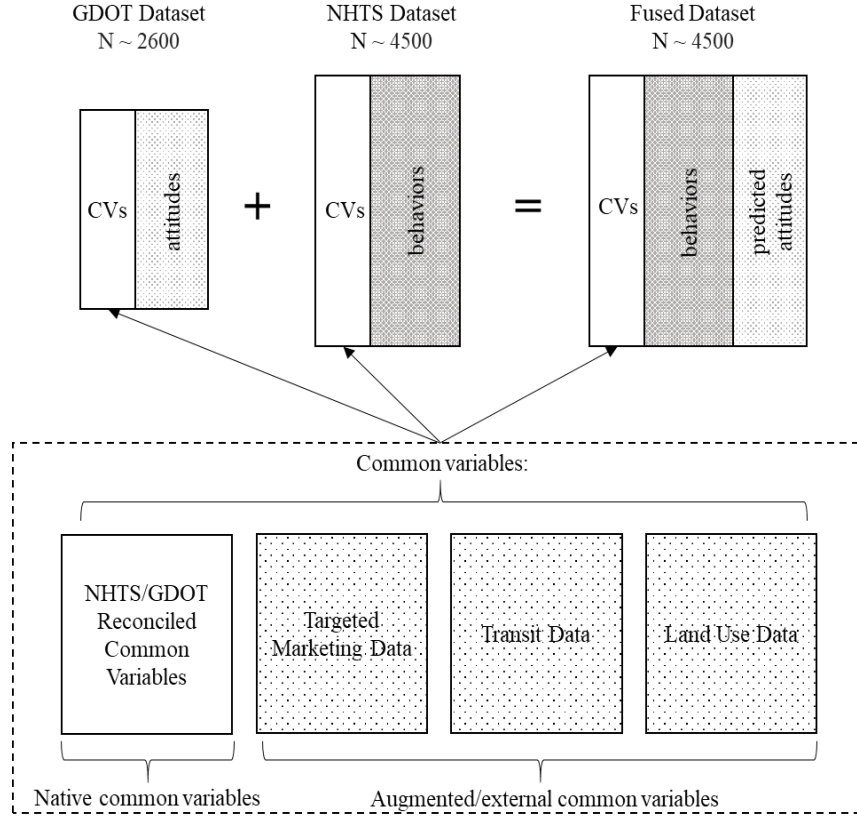 GDOT Dataset
N ~ 2600
NHTS Dataset
N ~ 4500
Fused Dataset
N ~ 4500
CVs
attitudes
+
CVs
behaviors
=
CVs
behaviors
predicted
attitudes
Common variables:
NHTS/GDOT
Reconciled
Common
Variables
Targeted
Marketing Data
Transit Data
Land Use Data
Native common variables
Augmented/external common variables